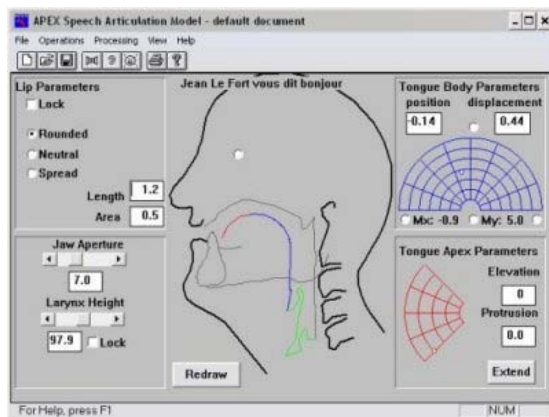 APEX Speech Articulation Model - default document
File Operations Processing View Help
Lip Parameters
Lock
Rounded
Neutral
Spread
Length 1.2
Area 0.5
Jaw Aperture
7.0
Larynx Height
97.9 Lock
Jean Le Fort vous dit bonjour
Redraw
Tongue Body Parameters
position displacement
-0.14 0.44
Mx: -0.9 My: 5.0
Tongue Apex Parameters
Elevation
0
Protrusion
0.0
Extend
For Help, press F1 NUM